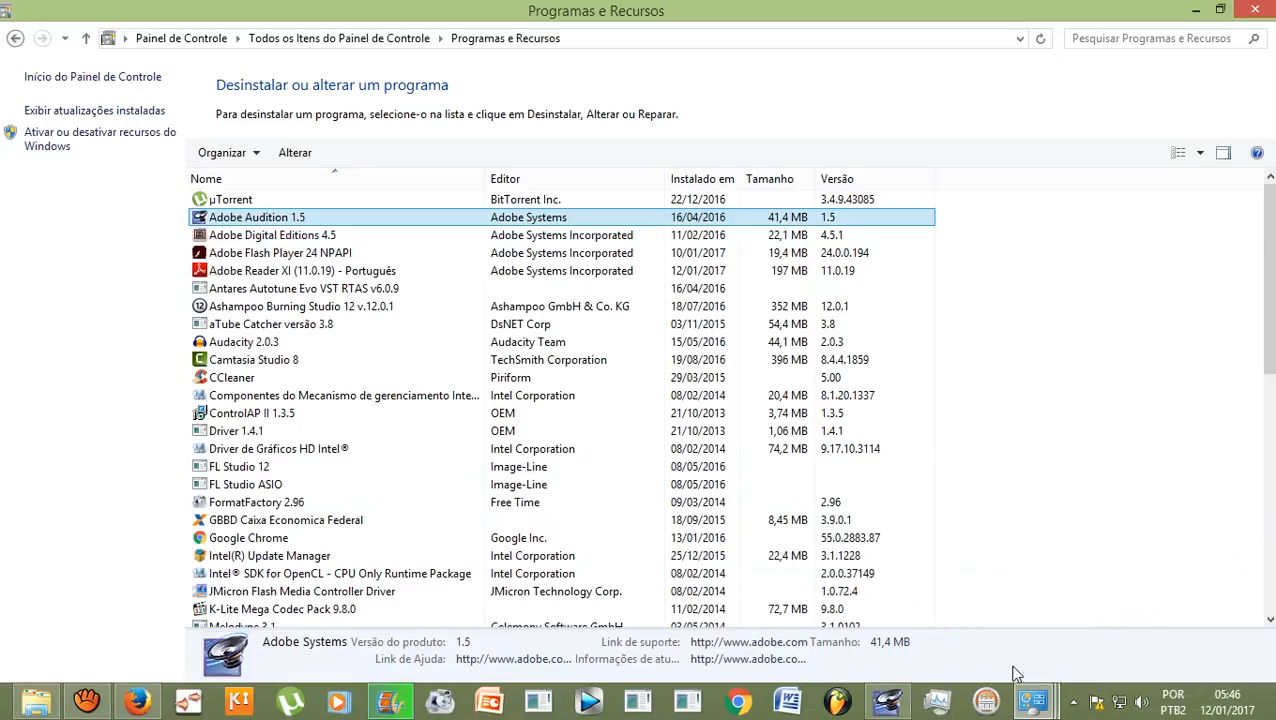 Programas e Recursos
Painel de Controle Todos os Itens do Painel de Controle Programas e Recursos
Pesquisar Programas e Recursos
Início do Painel de Controle
Exibir atualizações instaladas
Ativar ou desativar recursos do
Windows
Desinstalar ou alterar um programa
Para desinstalar um programa, selecione-o na lista e clique em Desinstalar, Alterar ou Reparar.
Organizar Alterar
Nome Editor Instalado em Tamanho Versão
µTorrent BitTorrent Inc. 22/12/2016 3.4.9.43085
Adobe Audition 1.5 Adobe Systems 16/04/2016 41,4 MB 1.5
Adobe Digital Editions 4.5 Adobe Systems Incorporated 11/02/2016 22,1 MB 4.5.1
Adobe Flash Player 24 NPAPI Adobe Systems Incorporated 10/01/2017 19,4 MB 24.0.0.194
Adobe Reader XI (11.0.19) - Português Adobe Systems Incorporated 12/01/2017 197 MB 11.0.19
Antares Autotune Evo VST RTAS v6.0.9 16/04/2016
Ashampoo Burning Studio 12 v.12.0.1 Ashampoo GmbH & Co. KG 18/07/2016 352 MB 12.0.1
aTube Catcher versão 3.8 DsNET Corp 03/11/2015 54,4 MB 3.8
Audacity 2.0.3 Audacity Team 15/05/2016 44,1 MB 2.0.3
Camtasia Studio 8 TechSmith Corporation 19/08/2016 396 MB 8.4.4.1859
CCleaner Piriform 29/03/2015 5.00
Componentes do Mecanismo de gerenciamento Inte... Intel Corporation 08/02/2014 20,4 MB 8.1.20.1337
ControlAP II 1.3.5 OEM 21/10/2013 3,74 MB 1.3.5
Driver 1.4.1 OEM 21/10/2013 1,06 MB 1.4.1
Driver de Gráficos HD Intel® Intel Corporation 08/02/2014 74,2 MB 9.17.10.3114
FL Studio 12 Image-Line 08/05/2016
FL Studio ASIO Image-Line 08/05/2016
FormatFactory 2.96 Free Time 09/03/2014 2.96
GBBD Caixa Economica Federal 18/09/2015 8,45 MB 3.9.0.1
Google Chrome Google Inc. 13/01/2016 55.0.2883.87
Intel(R) Update Manager Intel Corporation 25/12/2015 22,4 MB 3.1.1228
Intel® SDK for OpenCL - CPU Only Runtime Package Intel Corporation 08/02/2014 2.0.0.37149
JMicron Flash Media Controller Driver JMicron Technology Corp. 08/02/2014 1.0.72.4
K-Lite Mega Codec Pack 9.8.0 11/02/2014 72,7 MB 9.8.0
Melodyne 3.1 Celemony Software GmbH 03/05/2014 3.1.0102
Adobe Systems Versão do produto: 1.5 Link de suporte: http://www.adobe.com Tamanho: 41,4 MB
Link de Ajuda: http://www.adobe.co... Informações de atu... http://www.adobe.co...
POR 05:46
PTB2 12/01/2017